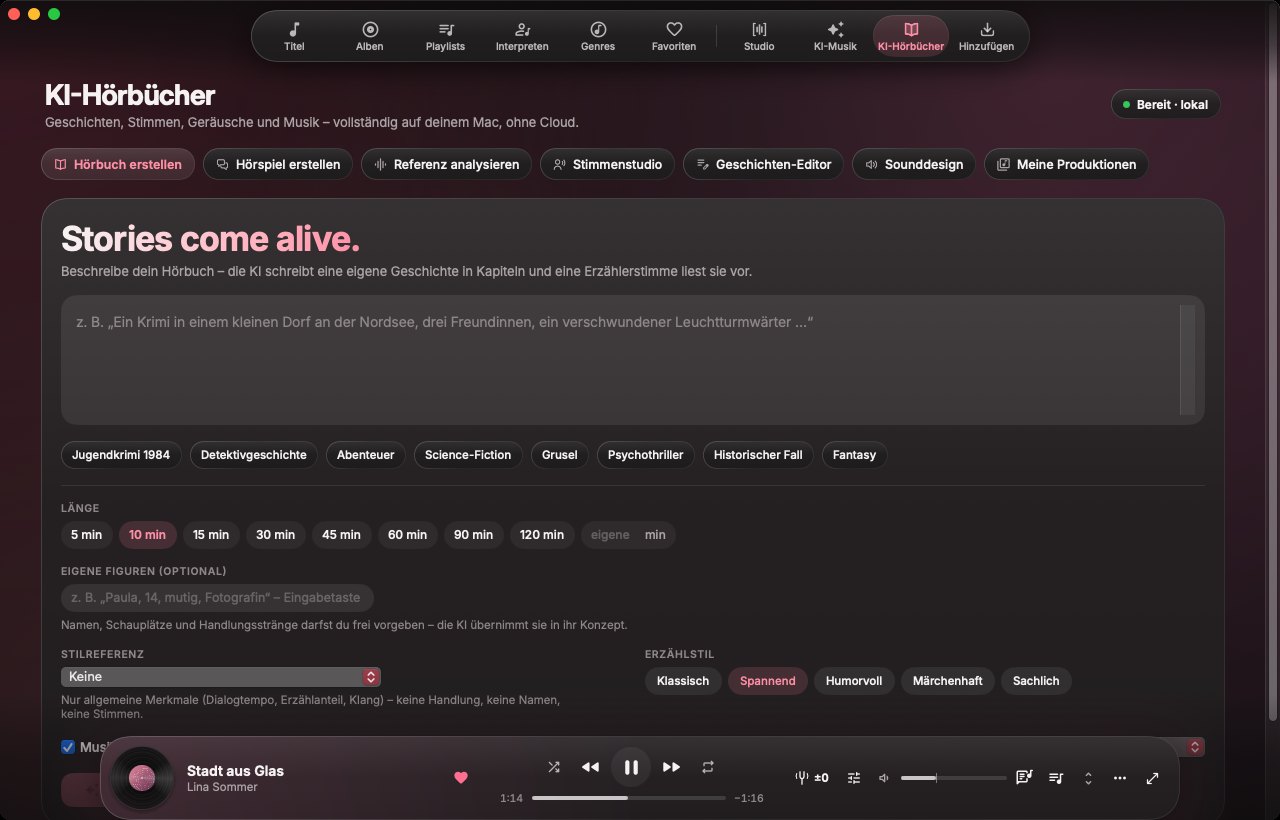 Titel
Alben
Playlists
Interpreten
Genres
Favoriten
Studio
KI-Musik
KI-Hörbücher
Hinzufügen
KI-Hörbücher
Geschichten, Stimmen, Geräusche und Musik – vollständig auf deinem Mac, ohne Cloud.
Bereit · lokal
Hörbuch erstellen
Hörspiel erstellen
Referenz analysieren
Stimmenstudio
Geschichten-Editor
Sounddesign
Meine Produktionen
Stories come alive.
Beschreibe dein Hörbuch – die KI schreibt eine eigene Geschichte in Kapiteln und eine Erzählerstimme liest sie vor.
z. B. „Ein Krimi in einem kleinen Dorf an der Nordsee, drei Freundinnen, ein verschwundener Leuchtturmwärter ...“
Jugendkrimi 1984
Detektivgeschichte
Abenteuer
Science-Fiction
Grusel
Psychothriller
Historischer Fall
Fantasy
LÄNGE
5 min
10 min
15 min
30 min
45 min
60 min
90 min
120 min
eigene min
EIGENE FIGUREN (OPTIONAL)
z. B. „Paula, 14, mutig, Fotografin“ – Eingabetaste
Namen, Schauplätze und Handlungsstränge darfst du frei vorgeben – die KI übernimmt sie in ihr Konzept.
STILREFERENZ
Keine
Nur allgemeine Merkmale (Dialogtempo, Erzählanteil, Klang) – keine Handlung, keine Namen,
keine Stimmen.
ERZÄHLSTIL
Klassisch
Spannend
Humorvoll
Märchenhaft
Sachlich
Stadt aus Glas
Lina Sommer
1:14
−1:16
±0